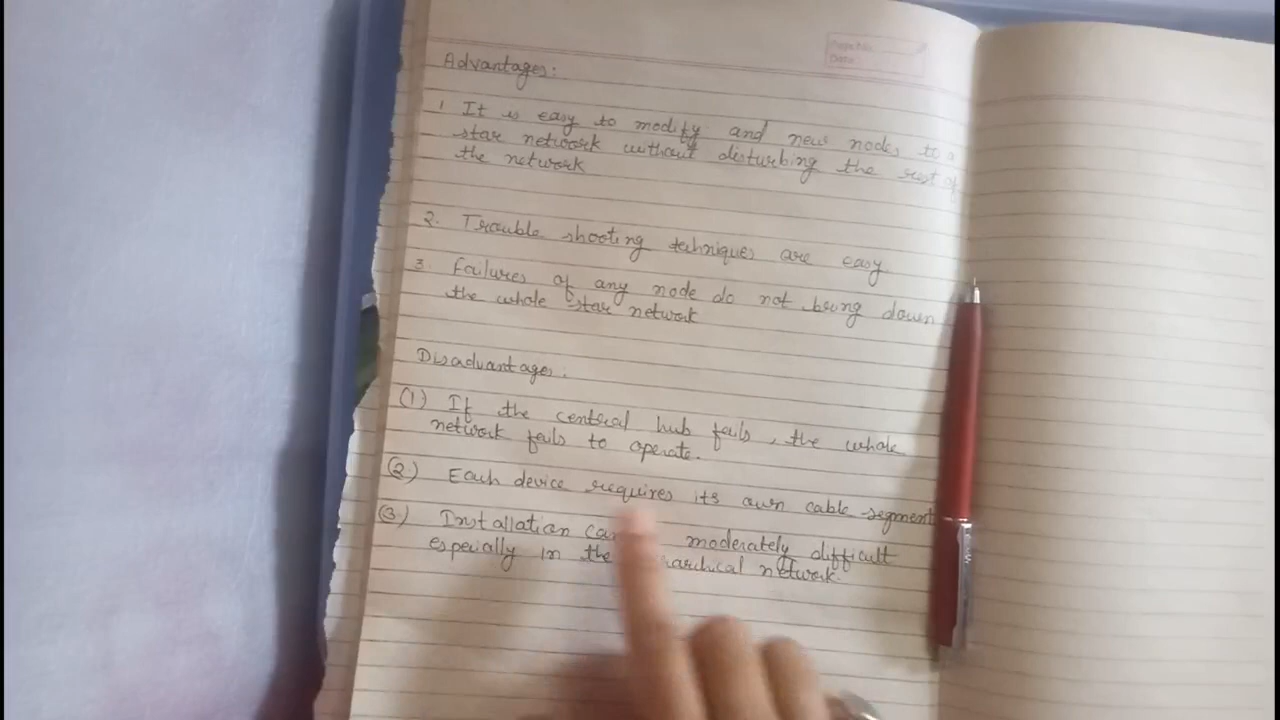 Page No.
Date
Advantages:
1 It is easy to modify and new nodes to a
star network without disturbing the rest of
the network
2. Trouble shooting techniques are easy
3. Failures of any node do not bring down
the whole star network
Disadvantages:
(1) If the central hub fails, the whole
network fails to operate.
(2) Each device requires its own cable segment
(3) Installation moderately difficult
especially in the network.